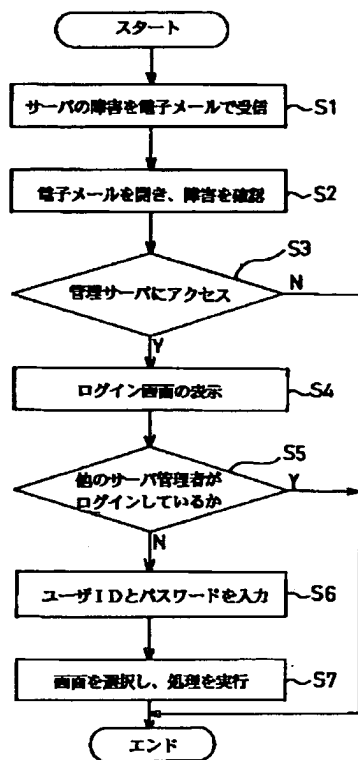 スタート
サーバの障害を電子メールで受信
S1
電子メールを開き、障害を確認
S2
S3
管理サーバにアクセス
N
Y
ログイン画面の表示
S4
S5
他のサーバ管理者が
ログインしているか
Y
N
ユーザIDとパスワードを入力
S6
画面を選択し、処理を実行
S7
エンド